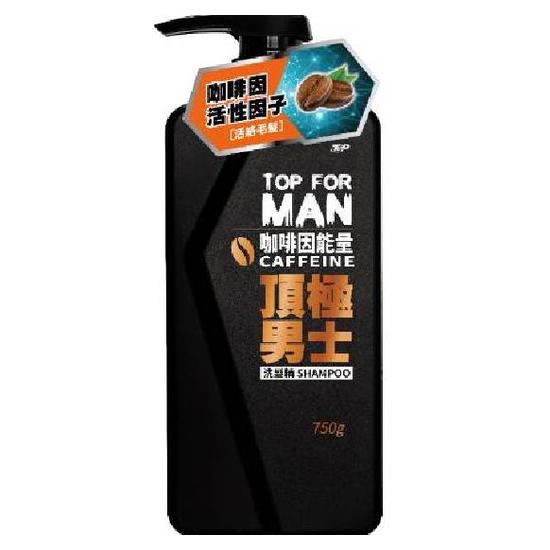 咖啡因
活性因子
[活絡毛髮]
TOP FOR
MAN
咖啡因能量
CAFFEINE
頂極
男士
洗髮精 SHAMPOO
750g